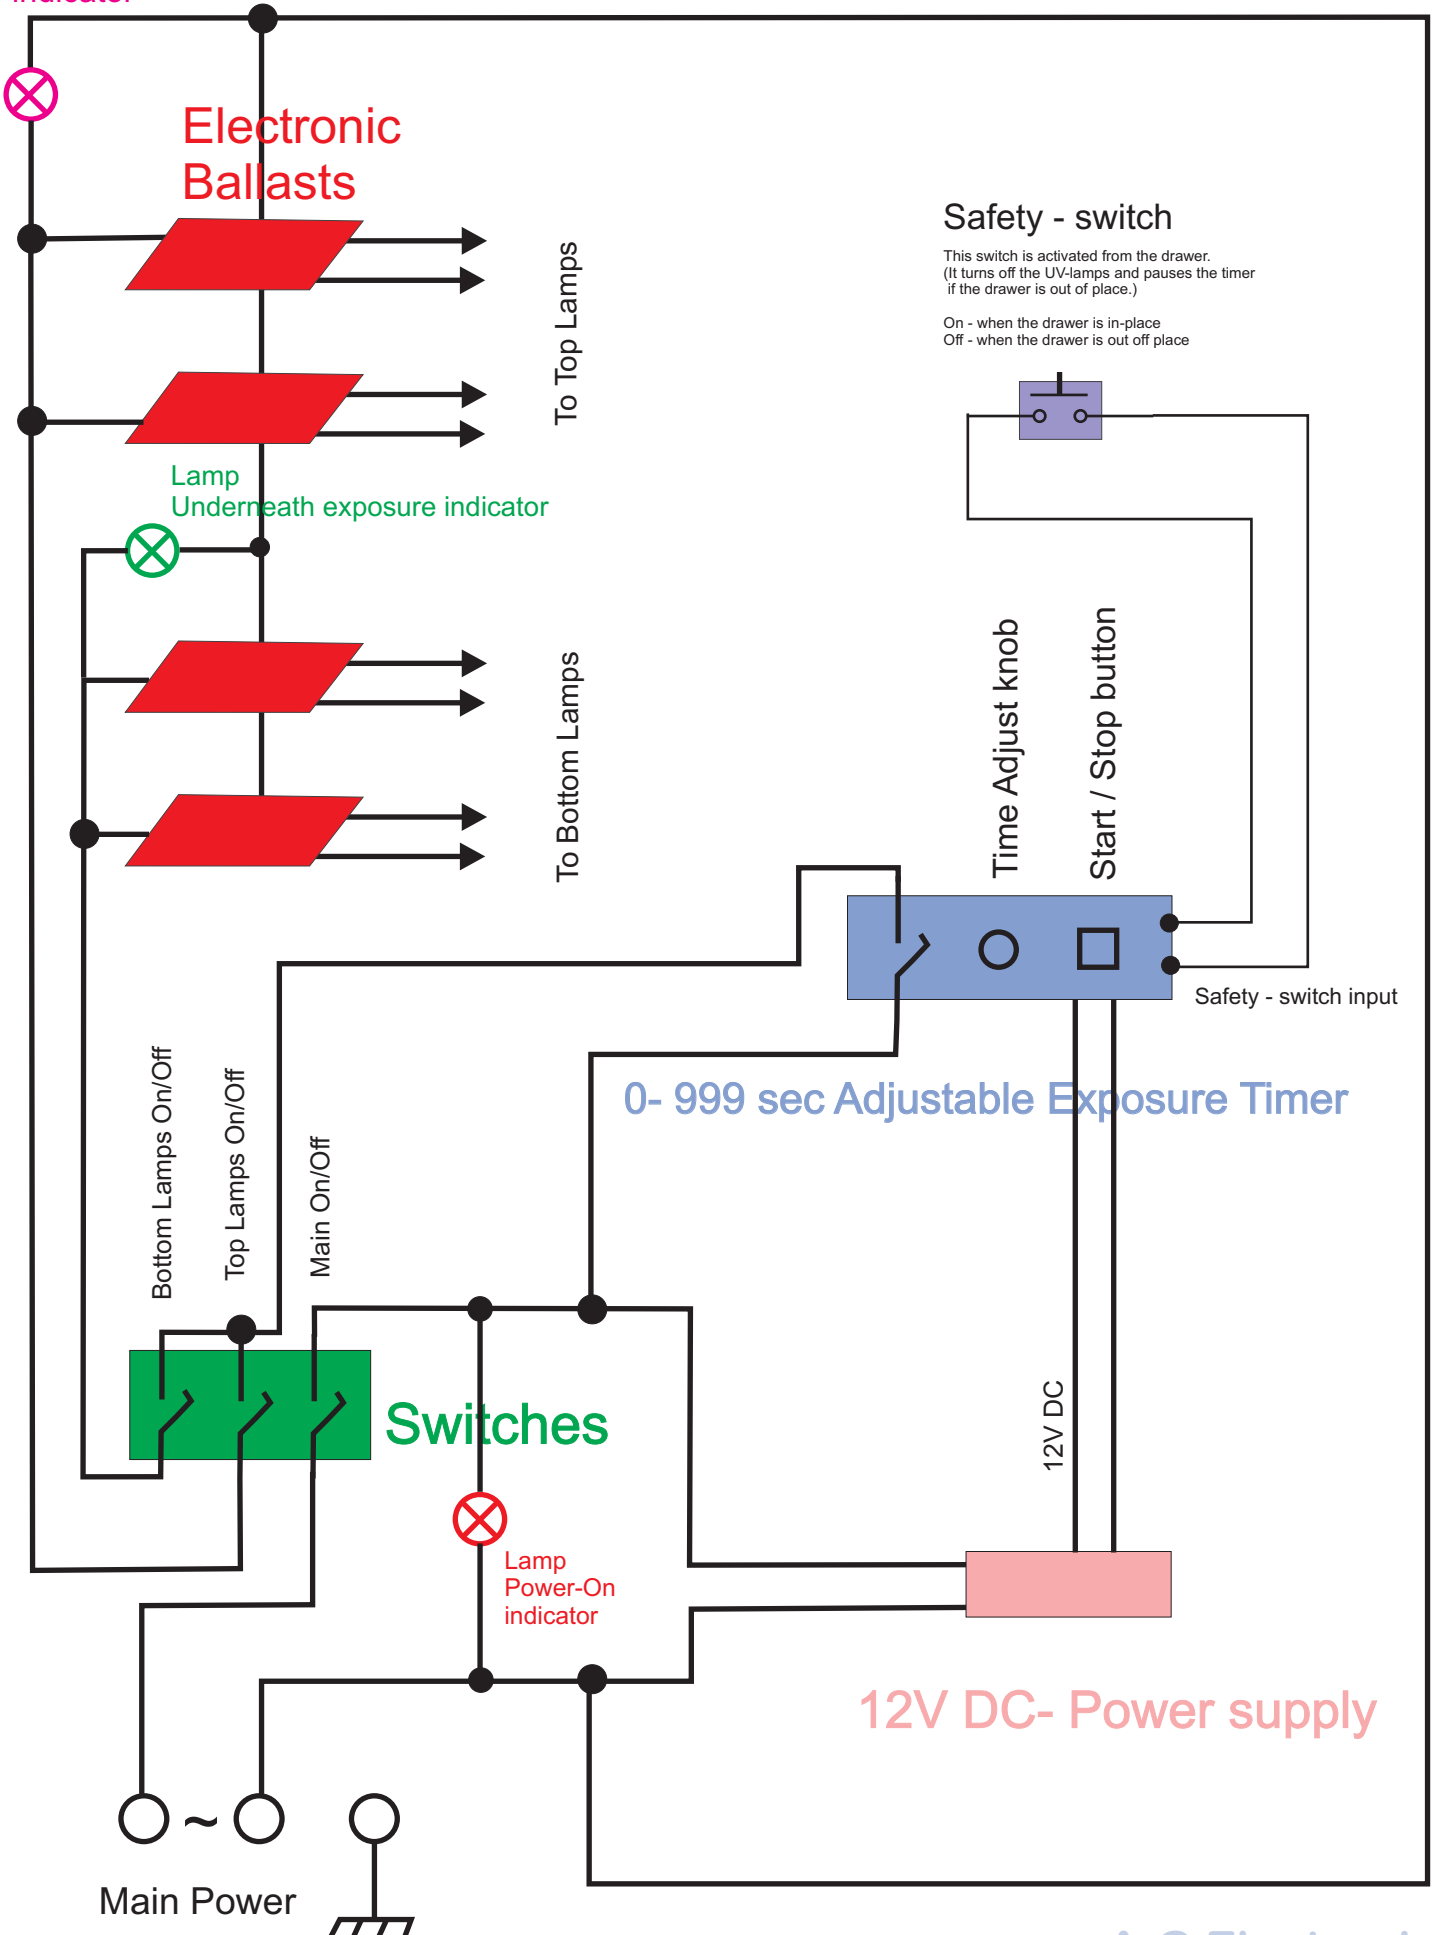 indicator
Electronic
Ballasts
To Top Lamps
Safety - switch
This switch is activated from the drawer.
(It turns off the UV-lamps and pauses the timer
if the drawer is out of place.)
On - when the drawer is in-place
Off - when the drawer is out off place
Lamp
Underneath exposure indicator
To Bottom Lamps
Time Adjust knob
Start / Stop button
Safety - switch input
0- 999 sec Adjustable Exposure Timer
Bottom Lamps On/Off
Top Lamps On/Off
Main On/Off
Switches
12V DC
Lamp
Power-On
indicator
12V DC- Power supply
~
Main Power